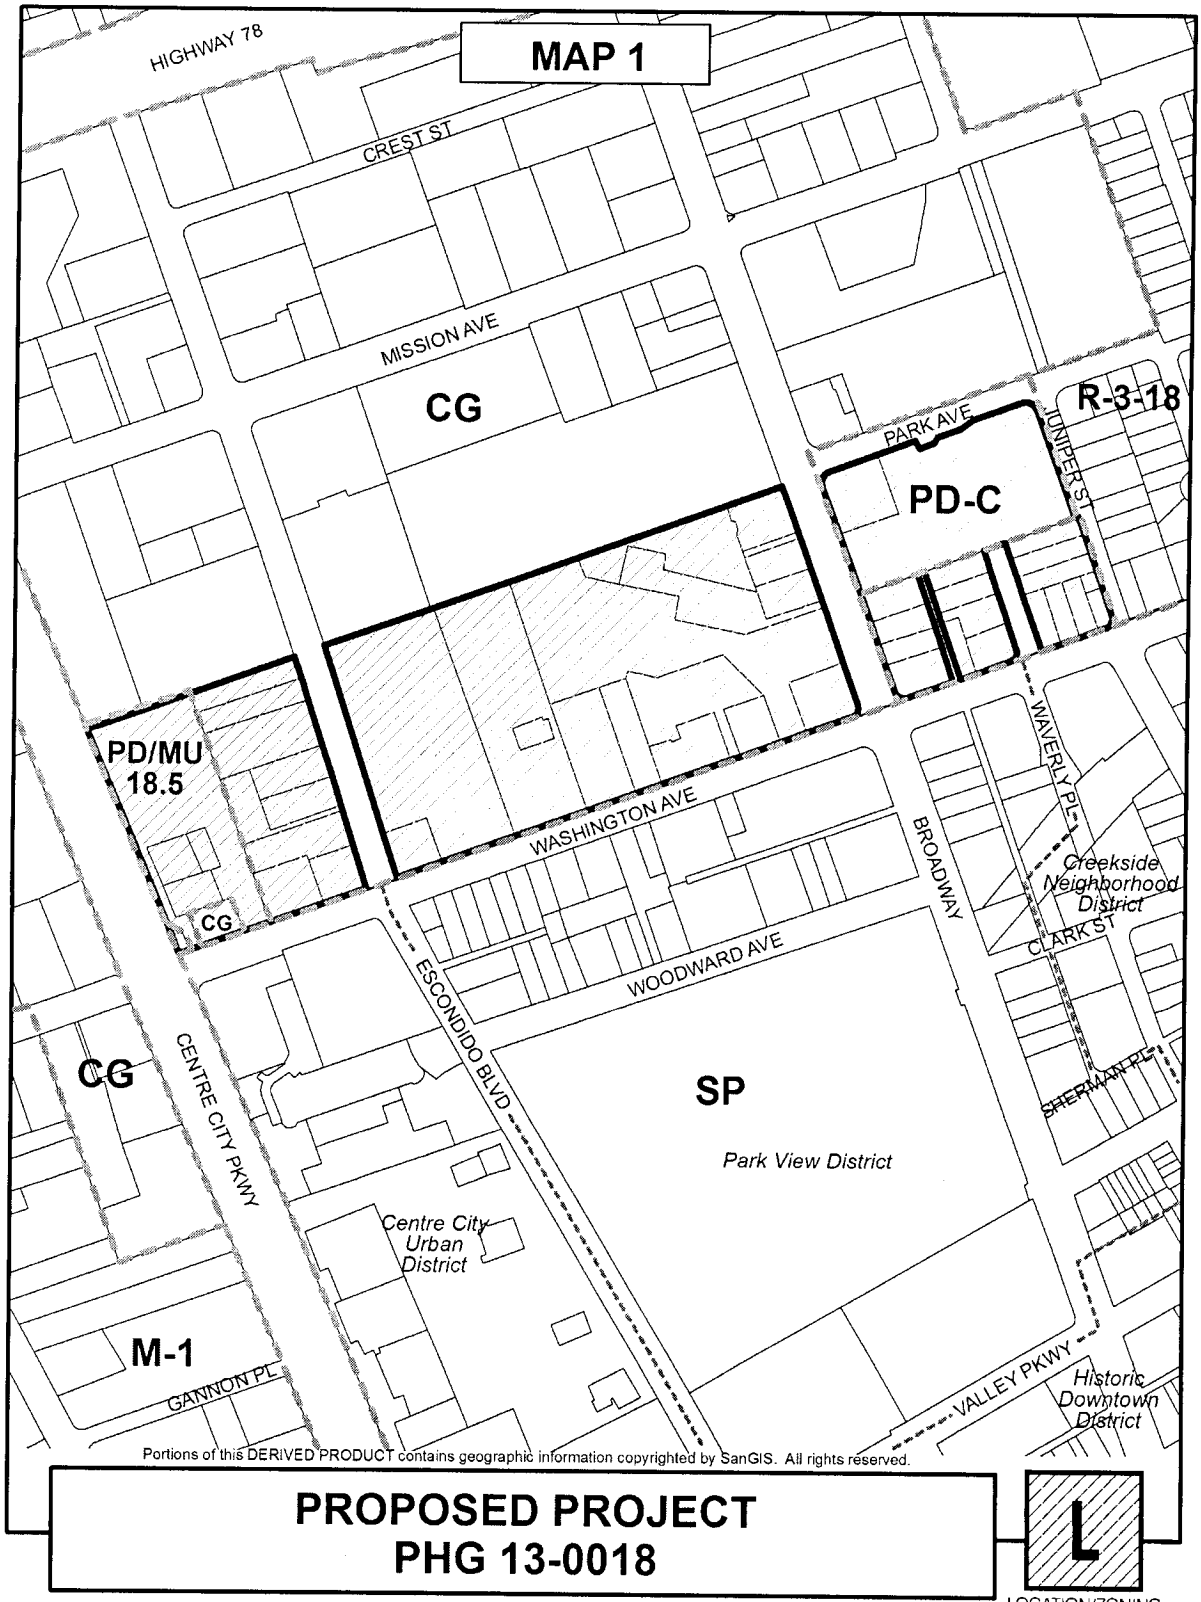 MAP 1
HIGHWAY 78
CREST ST
MISSION AVE
CG
R-3-18
PARK AVE
JUNIPER ST
PD-C
PD/MU
18.5
CG
WASHINGTON AVE
WAVERLY PL
BROADWAY
Creekside
Neighborhood
District
CLARK ST
WOODWARD AVE
ESCONDIDO BLVD
CENTRE CITY PKWY
CG
SP
SHERMAN PL
Park View District
Centre City
Urban
District
M-1
GANNON PL
VALLEY PKWY
Historic
Downtown
District
Portions of this DERIVED PRODUCT contains geographic information copyrighted by SanGIS. All rights reserved.
PROPOSED PROJECT
PHG 13-0018
L
LOCATION/ZONING